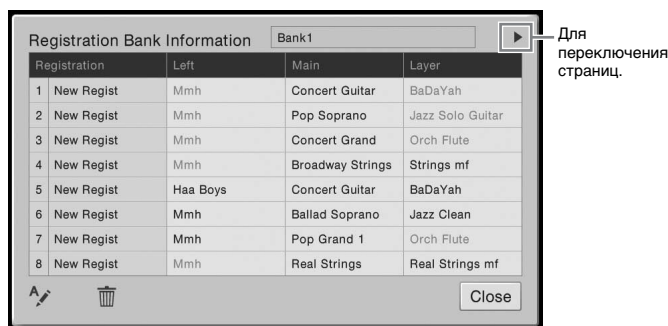 Registration Bank Information Bank1
Для
переключения
страниц.
Registration Left Main Layer
1 New Regist Mmh Concert Guitar BaDaYah
2 New Regist Mmh Pop Soprano Jazz Solo Guitar
3 New Regist Mmh Concert Grand Orch Flute
4 New Regist Mmh Broadway Strings Strings mf
5 New Regist Haa Boys Concert Guitar BaDaYah
6 New Regist Mmh Ballad Soprano Jazz Clean
7 New Regist Mmh Pop Grand 1 Orch Flute
8 New Regist Mmh Real Strings Real Strings mf
A
Close